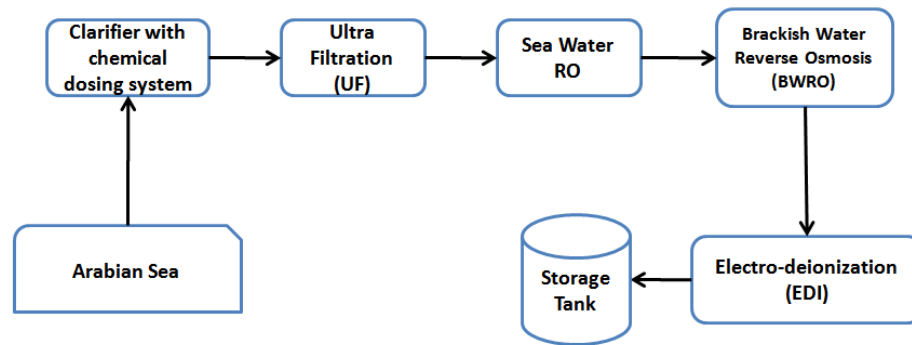 Clarifier with
chemical
dosing system
Ultra
Filtration
(UF)
Sea Water
RO
Brackish Water
Reverse Osmosis
(BWRO)
Arabian Sea
Storage
Tank
Electro-deionization
(EDI)